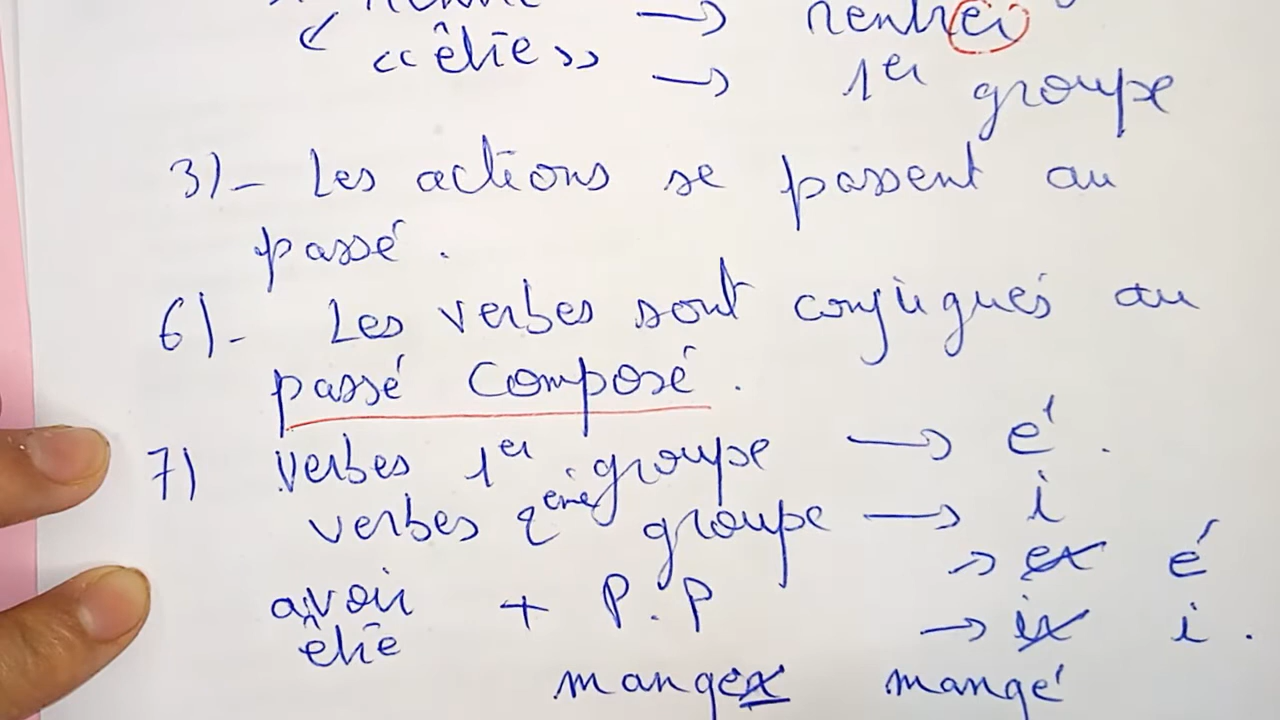 → rentrer
« être » → 1er groupe
3)- Les actions se passent au
passé.
6)- Les verbes sont conjugués au
passé composé.
7) verbes 1er groupe → é.
verbes 2ème groupe → i
→ er é
avoir + P.P
→ ir i.
être
manger mangé